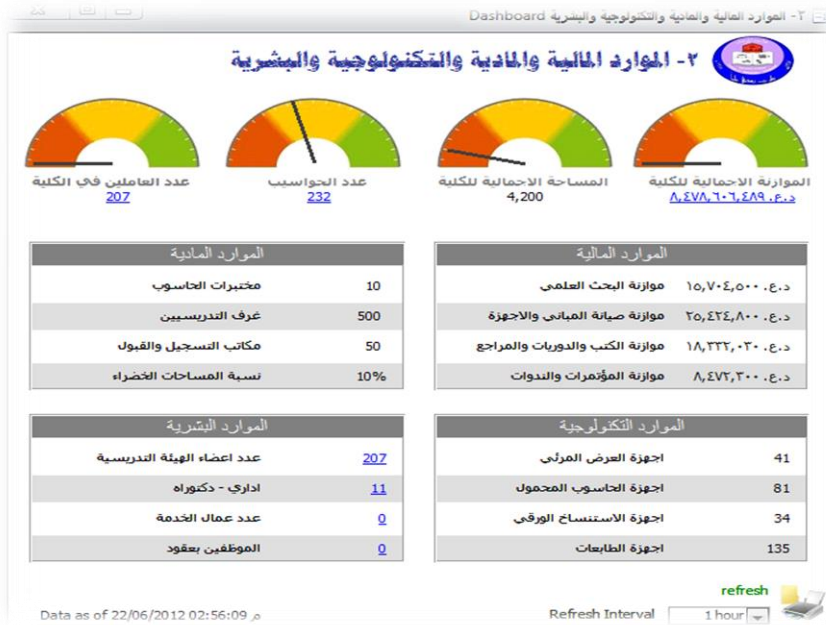 ٢- الموارد المالية والمادية والتكنولوجية والبشرية Dashboard
٢- الموارد المالية والمادية والتكنولوجية والبشرية
الموازنة الاجمالية للكلية
د.ع. ٨,٤٧٨,٦٠٦,٤٨٩
المساحة الاجمالية للكلية
4,200
عدد الحواسيب
232
عدد العاملين في الكلية
207
الموارد المالية
د.ع. ١٥,٧٠٤,٥٠٠ موازنة البحث العلمي
د.ع. ٢٥,٤٢٤,٨٠٠ موازنة صيانة المباني والاجهزة
د.ع. ١٨,٣٣٢,٠٣٠ موازنة الكتب والدوريات والمراجع
د.ع. ٨,٤٧٢,٣٠٠ موازنة المؤتمرات والندوات
الموارد المادية
10 مختبرات الحاسوب
500 غرف التدريسيين
50 مكاتب التسجيل والقبول
10% نسبة المساحات الخضراء
الموارد التكنولوجية
41 اجهزة العرض المرئي
81 اجهزة الحاسوب المحمول
34 اجهزة الاستنساخ الورقي
135 اجهزة الطابعات
الموارد البشرية
207 عدد اعضاء الهيئة التدريسية
11 اداري - دكتوراه
0 عدد عمال الخدمة
0 الموظفين بعقود
refresh
Refresh Interval 1 hour
Data as of 22/06/2012 02:56:09 م